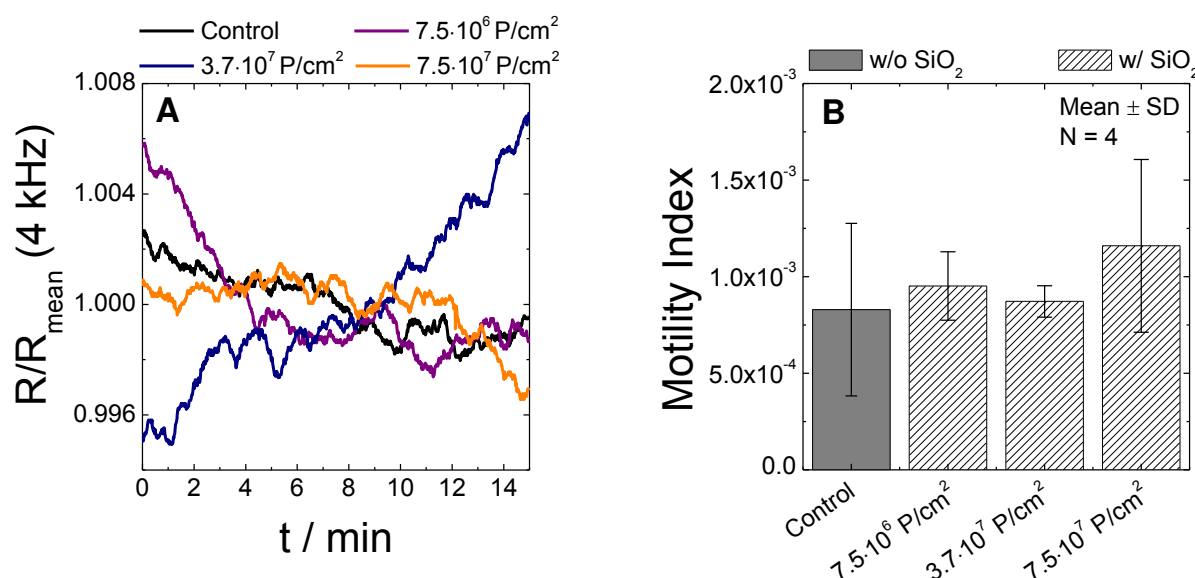 Control
7.5·10⁶ P/cm²
3.7·10⁷ P/cm²
7.5·10⁷ P/cm²
A
1.008
1.004
1.000
0.996
R/R_mean (4 kHz)
0 2 4 6 8 10 12 14
t / min
w/o SiO₂
w/ SiO₂
B
Mean ± SD
N = 4
2.0x10⁻³
1.5x10⁻³
1.0x10⁻³
5.0x10⁻⁴
0.0
Motility Index
Control
7.5·10⁶ P/cm²
3.7·10⁷ P/cm²
7.5·10⁷ P/cm²